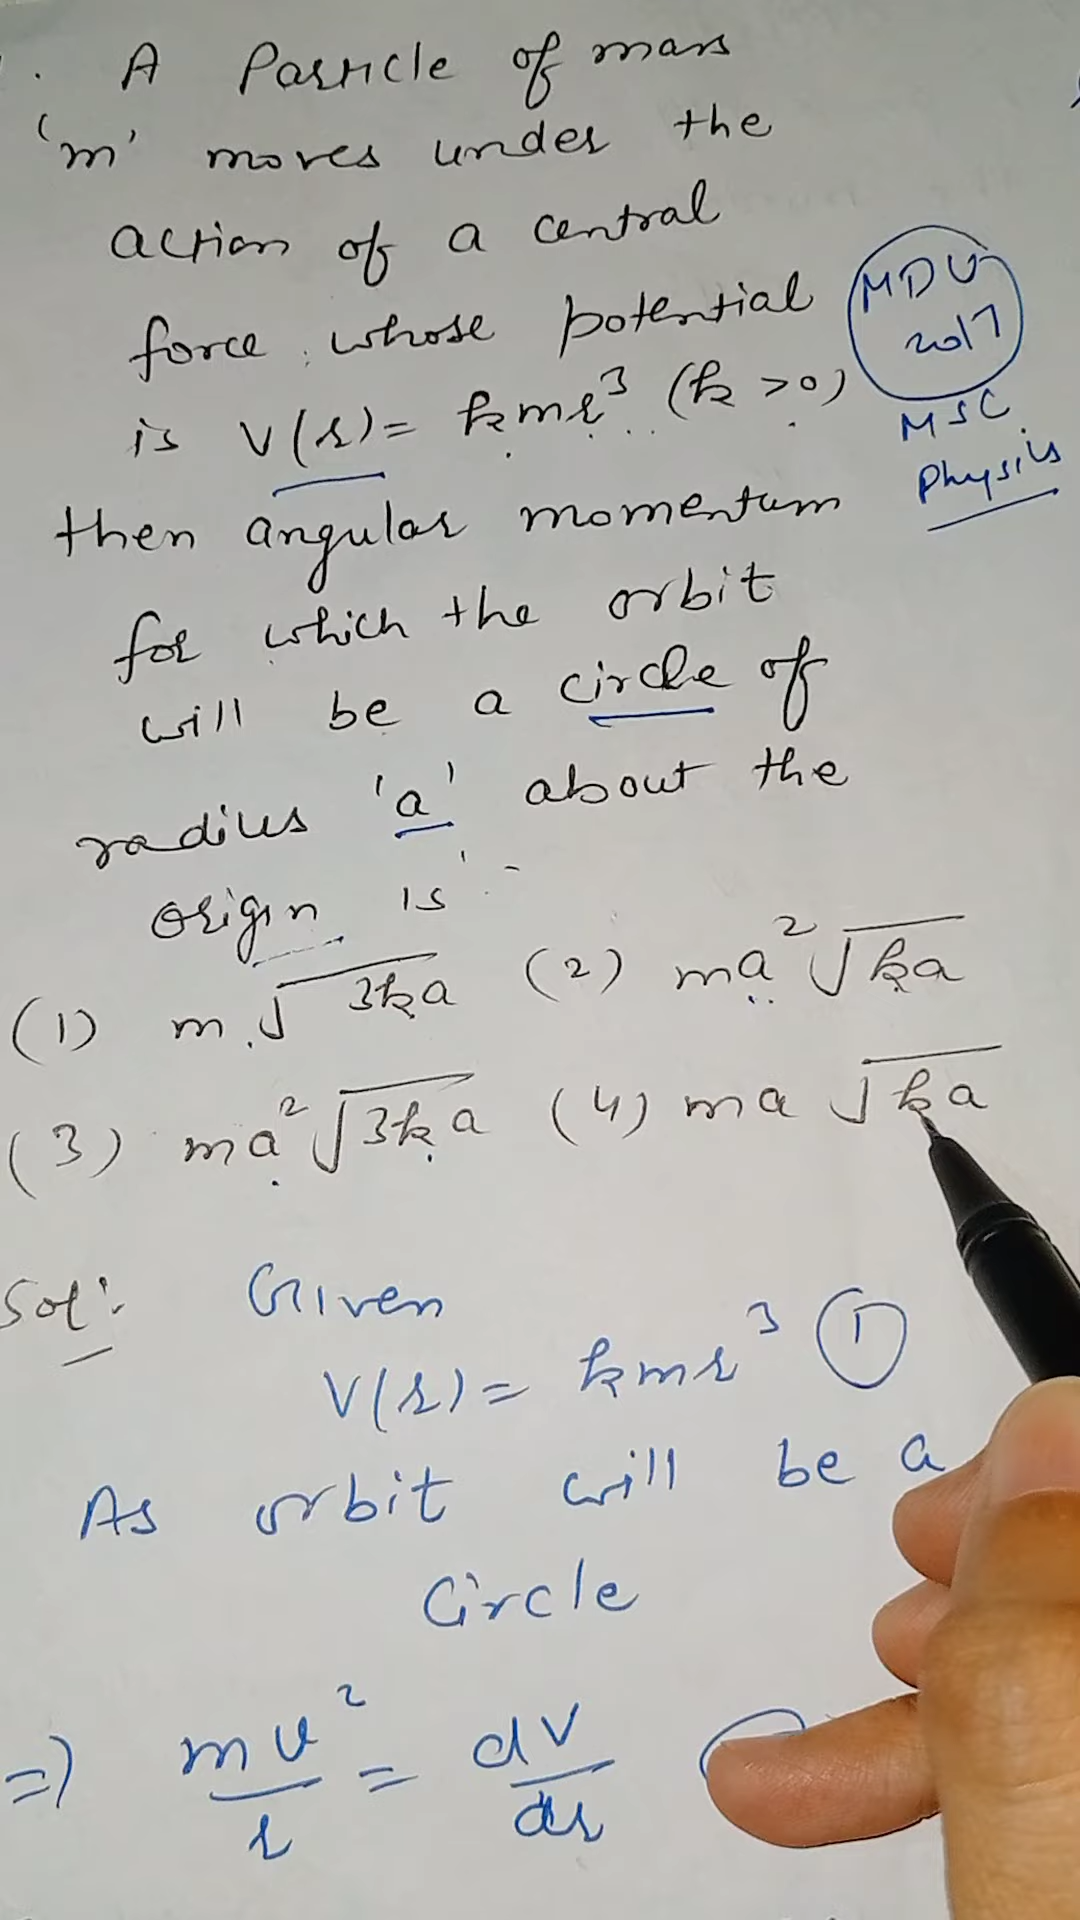 A Particle of mass
'm' moves under the
action of a central
force, whose potential
is V(r)= kmr³ (k >0)
MDU
2017
MSC
Physics
then angular momentum
for which the orbit
will be a circle of
radius 'a' about the
origin is :-
(1) m√3ka (2) ma²√ka
(3) ma²√3ka (4) ma √ka
Sol:- Given
V(r)= kmr³ ①
As orbit will be a
Circle
=> mv²/r = dV/dr